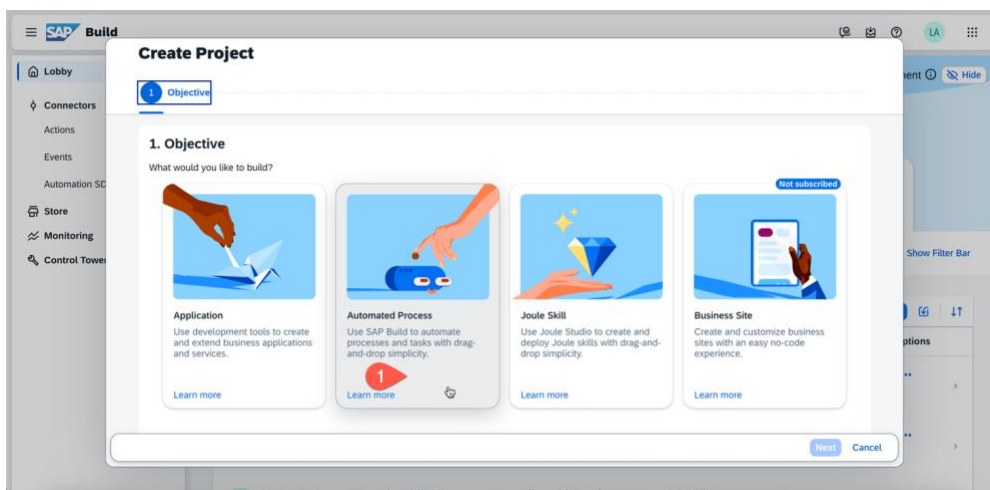 SAP Build
LA
Lobby
Connectors
Actions
Events
Automation SD
Store
Monitoring
Control Tower
Create Project
1 Objective
1. Objective
What would you like to build?
Application
Use development tools to create
and extend business applications
and services.
Learn more
Automated Process
Use SAP Build to automate
processes and tasks with drag-
and-drop simplicity.
1
Learn more
Joule Skill
Use Joule Studio to create and
deploy Joule skills with drag-and-
drop simplicity.
Learn more
Not subscribed
Business Site
Create and customize business
sites with an easy no-code
experience.
Learn more
Next Cancel
Hide
Show Filter Bar